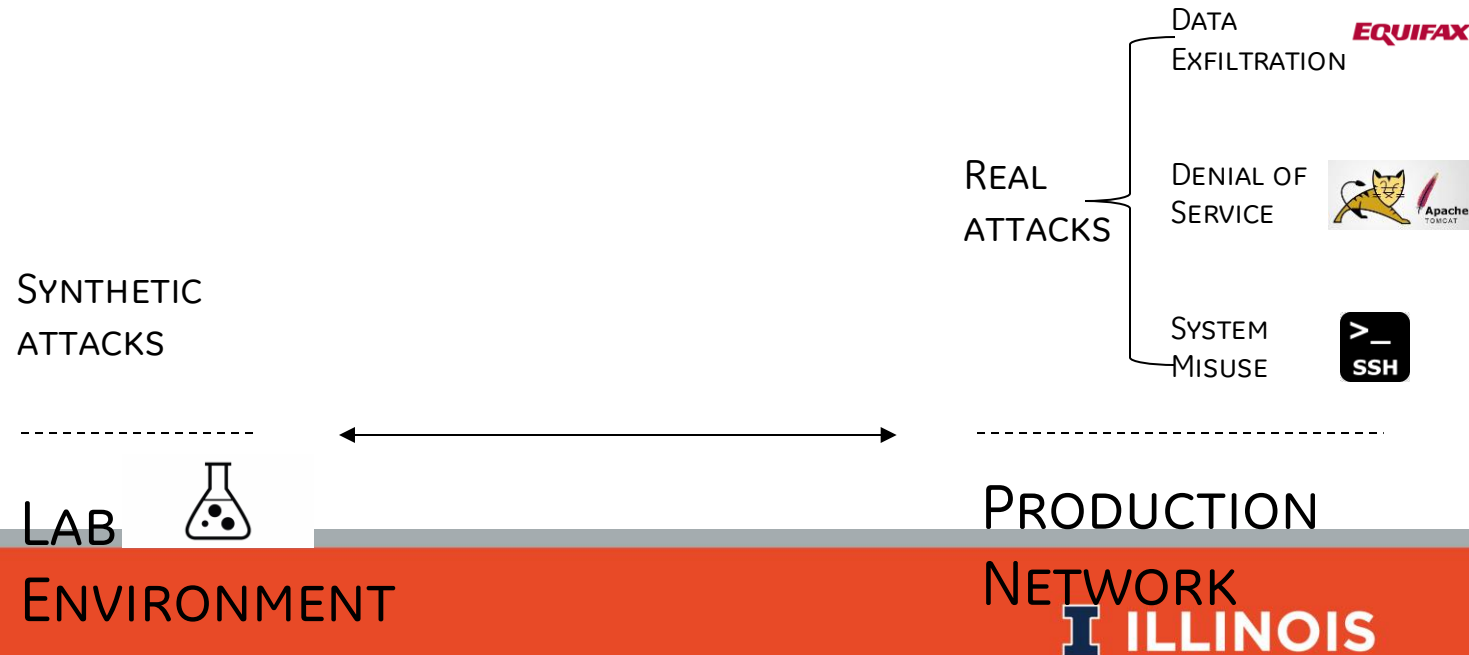 Data
Exfiltration
EQUIFAX
Real
attacks
Denial of
Service
Apache
TOMCAT
Synthetic
attacks
System
Misuse
>_
SSH
Lab
Environment
Production
Network
I ILLINOIS